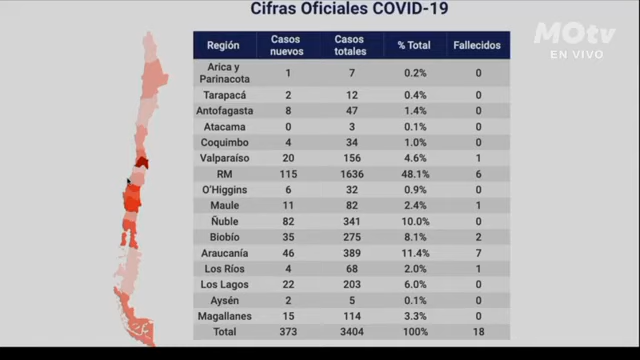 Cifras Oficiales COVID-19
MOtv
EN VIVO
Región Casos nuevos Casos totales % Total Fallecidos
Arica y Parinacota 1 7 0.2% 0
Tarapacá 2 12 0.4% 0
Antofagasta 8 47 1.4% 0
Atacama 0 3 0.1% 0
Coquimbo 4 34 1.0% 0
Valparaíso 20 156 4.6% 1
RM 115 1636 48.1% 6
O'Higgins 6 32 0.9% 0
Maule 11 82 2.4% 1
Ñuble 82 341 10.0% 0
Biobío 35 275 8.1% 2
Araucanía 46 389 11.4% 7
Los Ríos 4 68 2.0% 1
Los Lagos 22 203 6.0% 0
Aysén 2 5 0.1% 0
Magallanes 15 114 3.3% 0
Total 373 3404 100% 18